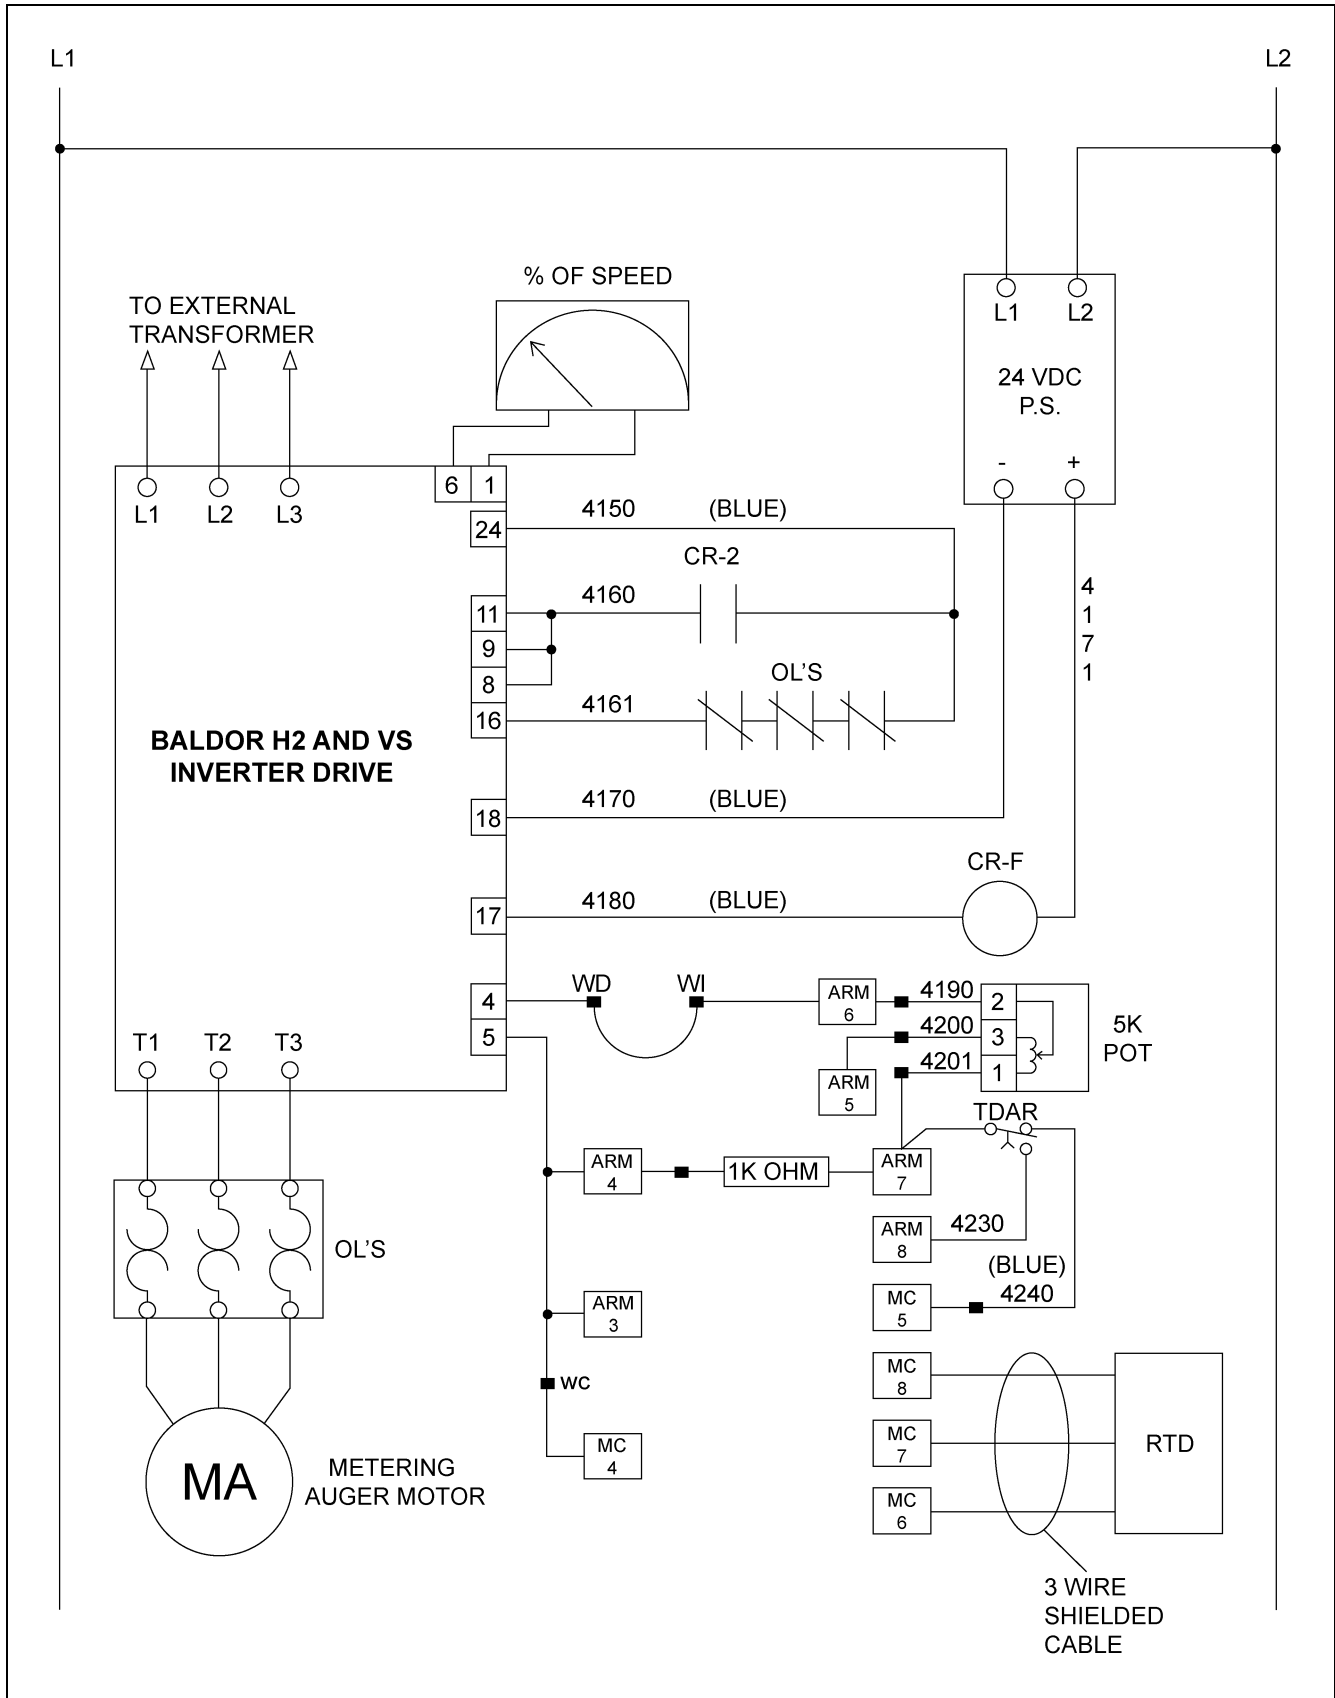 L1
L2
% OF SPEED
TO EXTERNAL
TRANSFORMER
L1
L2
24 VDC
P.S.
-
+
6
1
L1
L2
L3
24
4150
(BLUE)
CR-2
11
4160
9
8
OL'S
16
4161
4
1
7
1
BALDOR H2 AND VS
INVERTER DRIVE
18
4170
(BLUE)
CR-F
17
4180
(BLUE)
4
WD
WI
ARM
6
4190
2
5
4200
3
5K
POT
ARM
5
4201
1
T1
T2
T3
TDAR
ARM
4
1K OHM
ARM
7
ARM
8
4230
OL'S
(BLUE)
4240
MC
5
ARM
3
WC
MC
8
MC
7
RTD
MC
4
MC
6
MA
METERING
AUGER MOTOR
3 WIRE
SHIELDED
CABLE